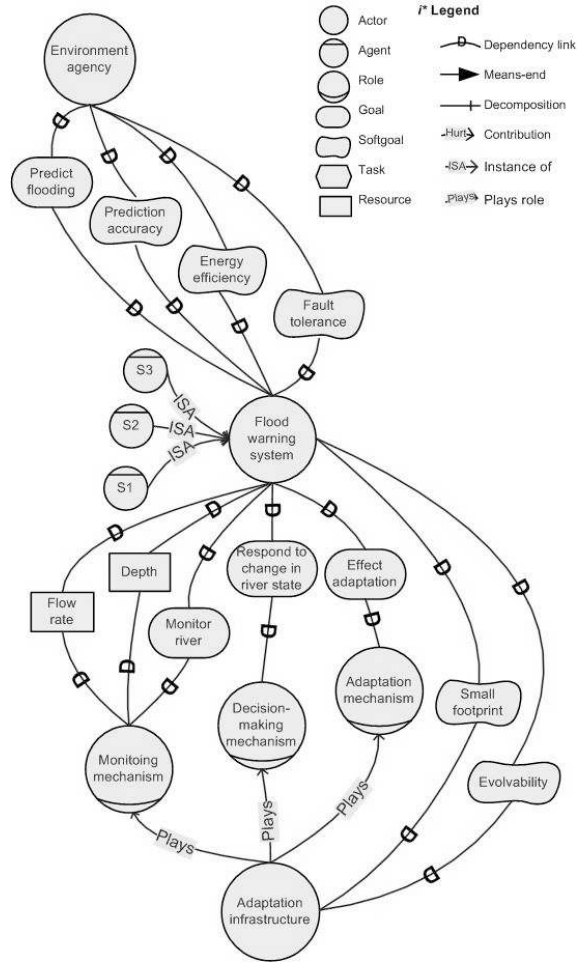 i* Legend
Actor
Agent
Role
Goal
Softgoal
Task
Resource
D
Dependency link
Means-end
Decomposition
Hurt
Contribution
ISA
Instance of
Plays
Plays role
Environment
agency
D
D
D
D
Predict
flooding
Prediction
accuracy
Energy
efficiency
Fault
tolerance
D
D
D
D
S3
S2
S1
ISA
ISA
ISA
Flood
warning
system
D
D
D
D
D
D
D
Flow
rate
Depth
Monitor
river
Respond to
change in
river state
Effect
adaptation
D
D
D
D
D
Monitoing
mechanism
Decision-
making
mechanism
Adaptation
mechanism
Small
footprint
Evolvability
Plays
Plays
Plays
D
D
Adaptation
infrastructure